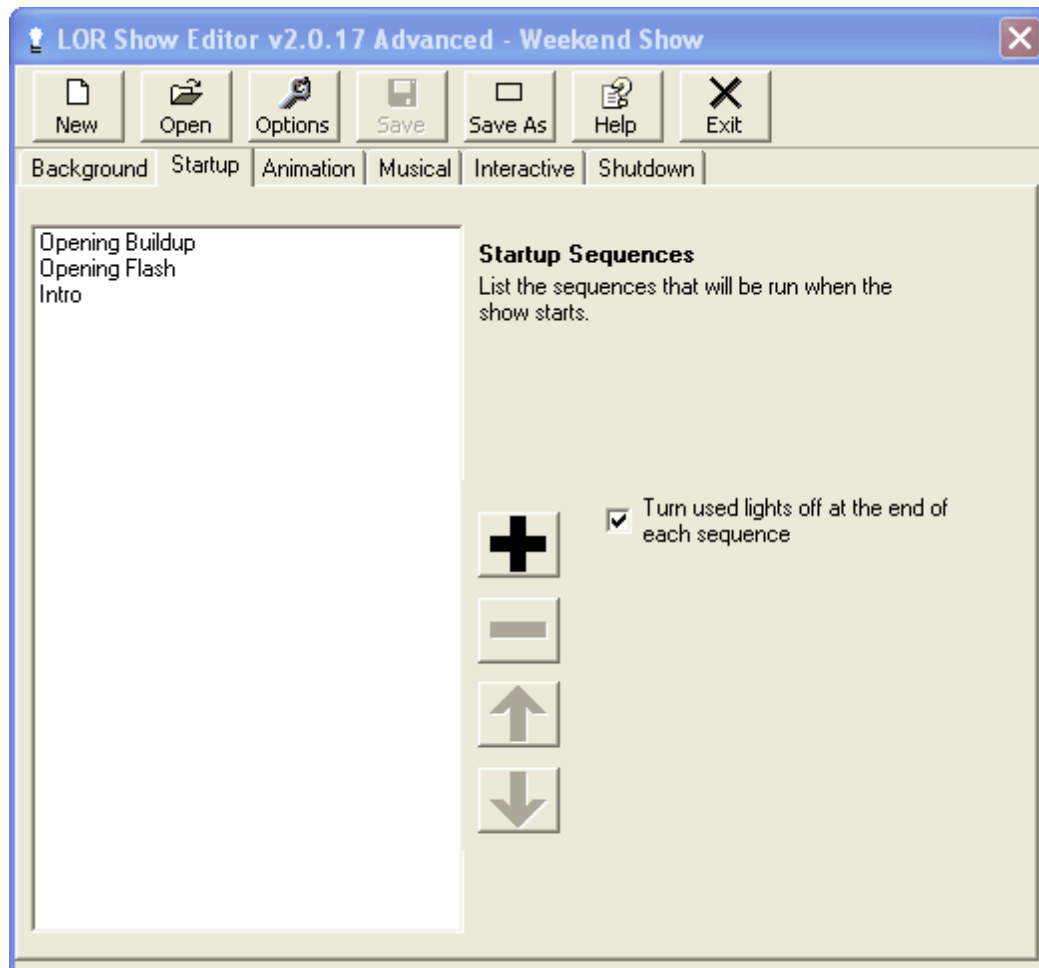 LOR Show Editor v2.0.17 Advanced - Weekend Show
New Open Options Save Save As Help Exit
Background Startup Animation Musical Interactive Shutdown
Opening Buildup
Opening Flash
Intro
Startup Sequences
List the sequences that will be run when the
show starts.
Turn used lights off at the end of
each sequence